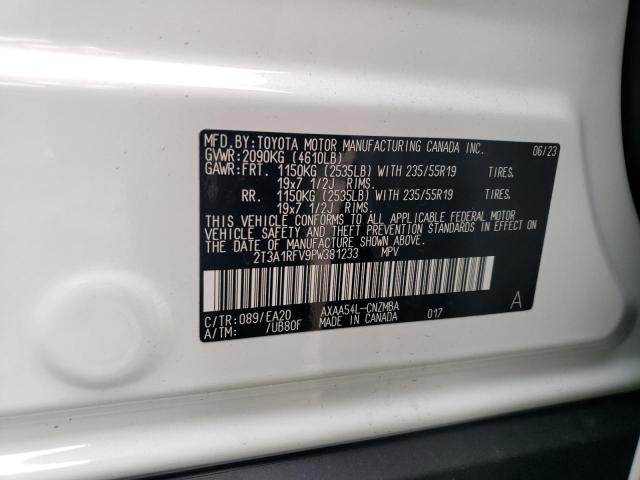 MFD.BY:TOYOTA MOTOR MANUFACTURING CANADA INC. 06/23
GVWR:2090KG (4610LB)
GAWR:FRT. 1150KG (2535LB) WITH 235/55R19 TIRES.
19x7 1/2J RIMS.
RR. 1150KG (2535LB) WITH 235/55R19 TIRES.
19x7 1/2J RIMS.
THIS VEHICLE CONFORMS TO ALL APPLICABLE FEDERAL MOTOR
VEHICLE SAFETY AND THEFT PREVENTION STANDARDS
IN EFFECT ON THE DATE OF MANUFACTURE SHOWN ABOVE.
2T3A1RFV9PW381233 MPV
C/TR:089/EA20 AXAA54L-CNZMBA 017 A
A/TM: /UB80F MADE IN CANADA